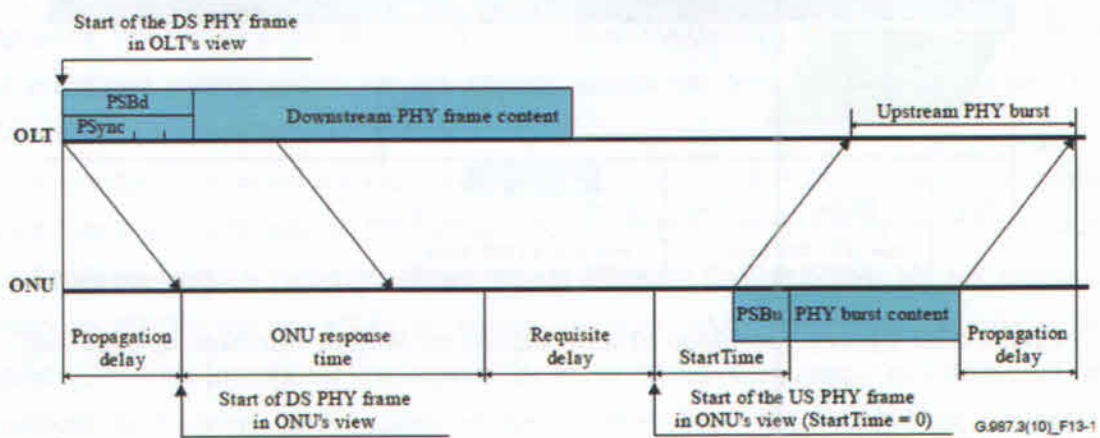 Start of the DS PHY frame
in OLT's view
PSBd
PSync
Downstream PHY frame content
Upstream PHY burst
OLT
ONU
PSBu
PHY burst content
Propagation
delay
ONU response
time
Requisite
delay
StartTime
Propagation
delay
Start of DS PHY frame
in ONU's view
Start of the US PHY frame
in ONU's view (StartTime = 0)
G.987.3(10)_F13-1